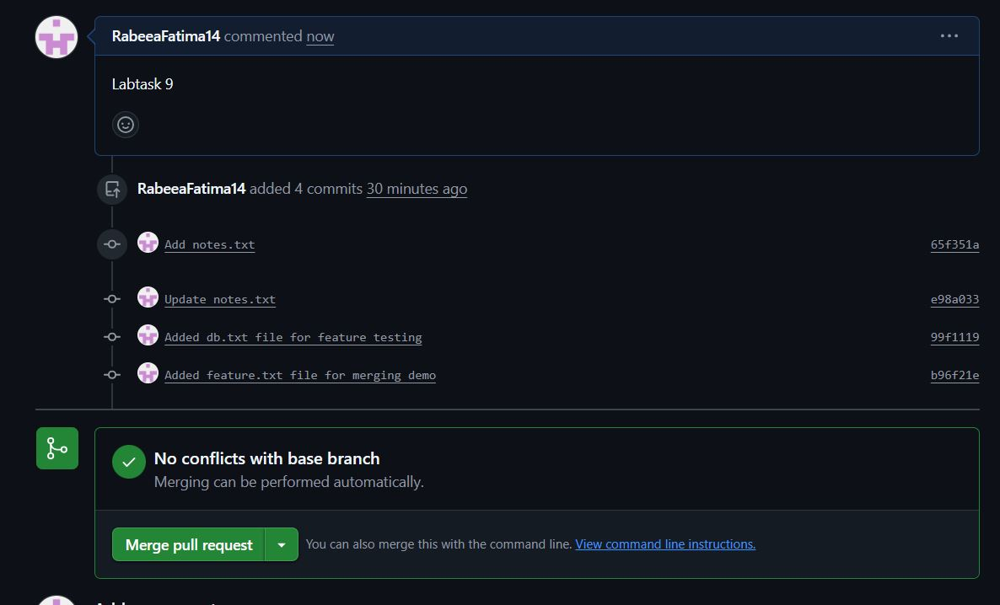 RabeeaFatima14 commented now
Labtask 9
RabeeaFatima14 added 4 commits 30 minutes ago
Add notes.txt 65f351a
Update notes.txt e98a033
Added db.txt file for feature testing 99f1119
Added feature.txt file for merging demo b96f21e
No conflicts with base branch
Merging can be performed automatically.
Merge pull request You can also merge this with the command line. View command line instructions.